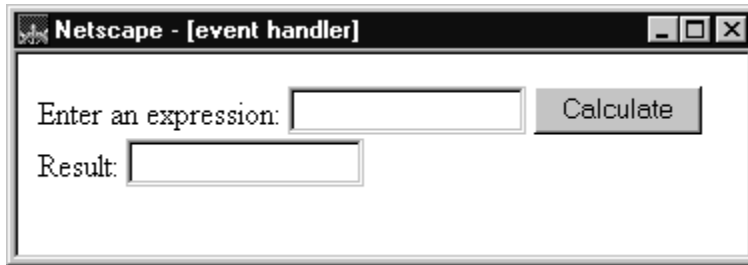 Netscape - [event handler]
Enter an expression: Calculate
Result: